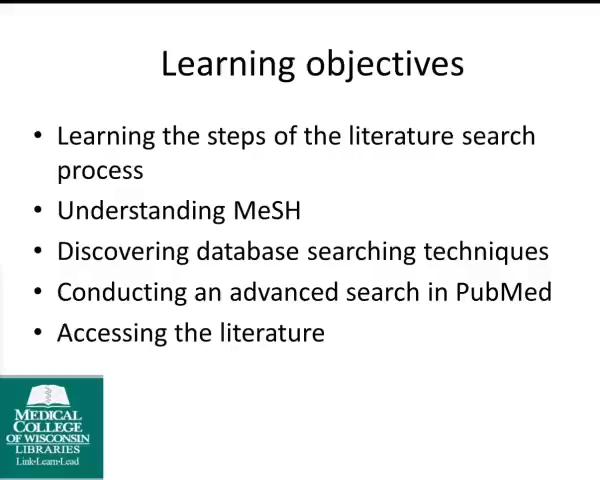 Learning objectives
• Learning the steps of the literature search
process
• Understanding MeSH
• Discovering database searching techniques
• Conducting an advanced search in PubMed
• Accessing the literature
MEDICAL
COLLEGE
OF WISCONSIN
LIBRARIES
Link•Learn•Lead